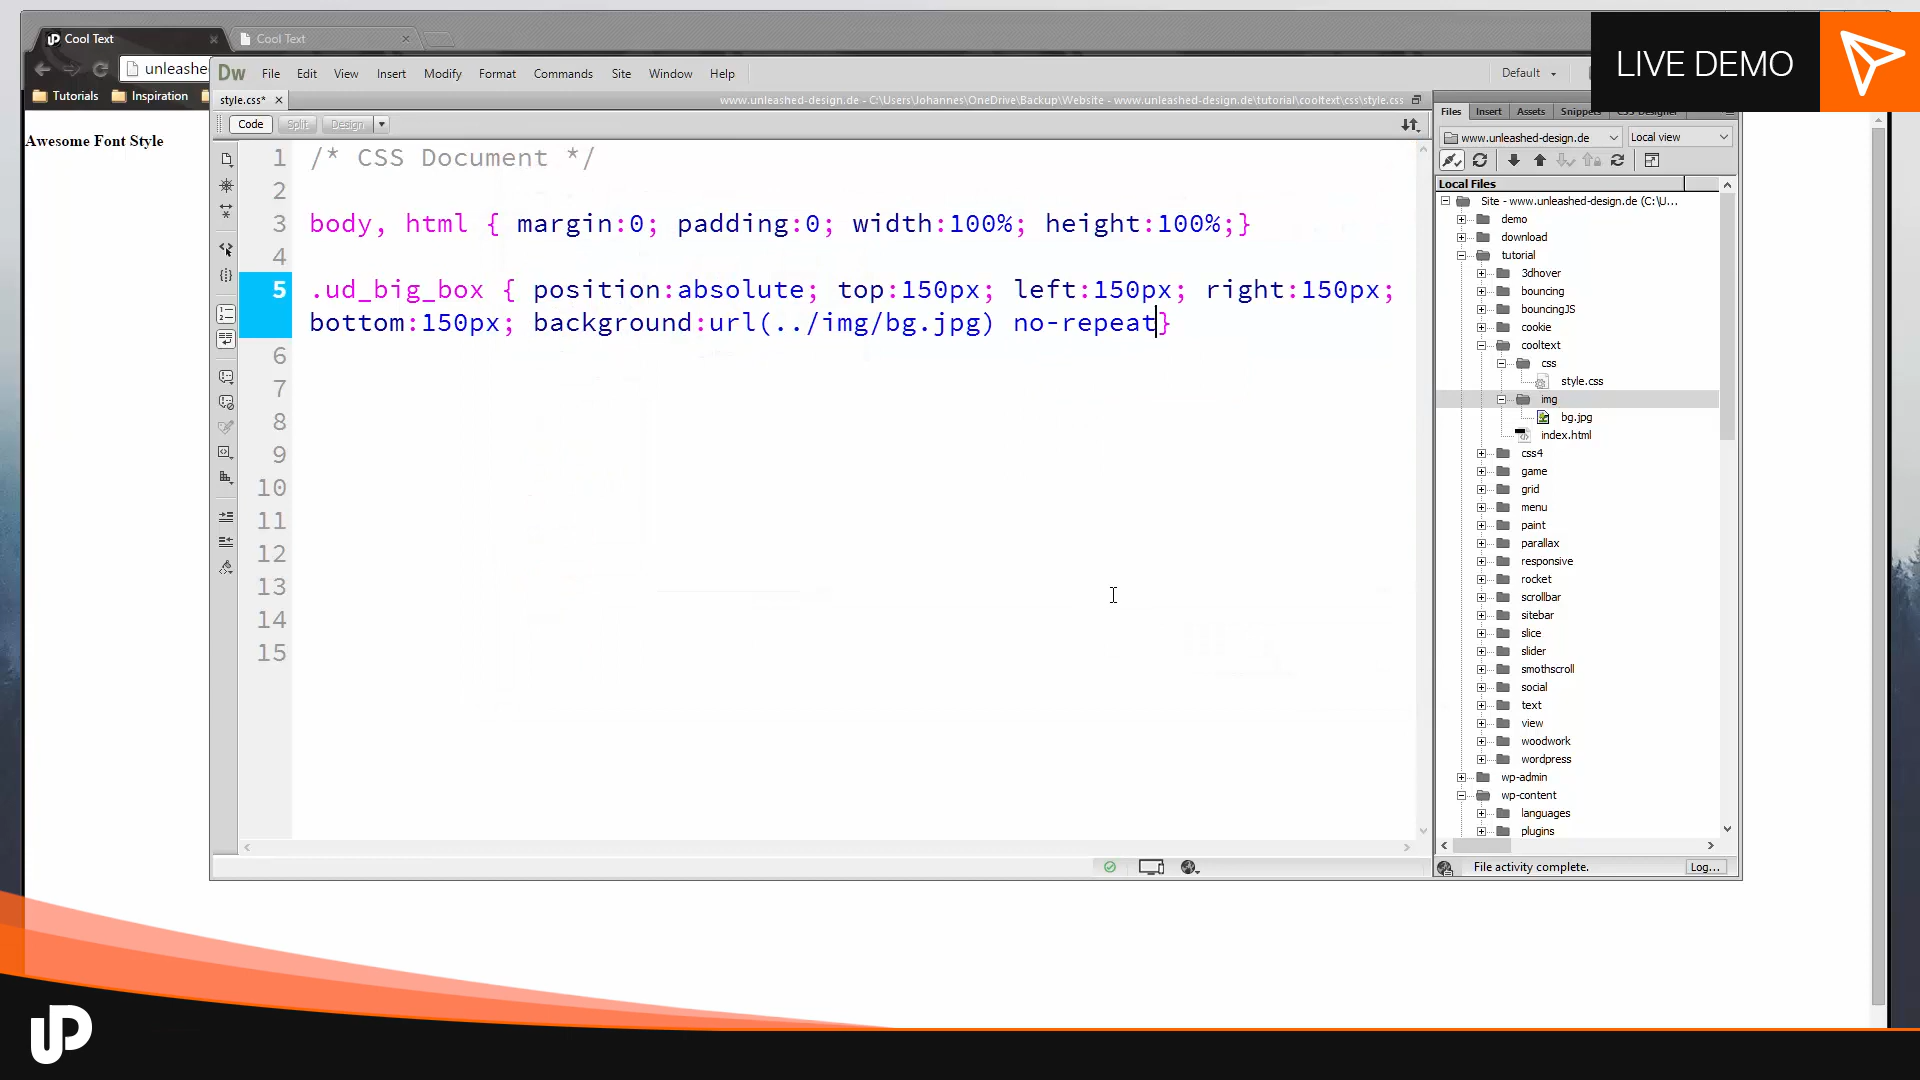 Cool Text
Cool Text
LIVE DEMO
unleashe
Dw File Edit View Insert Modify Format Commands Site Window Help
Default
Tutorials Inspiration
style.css*
www.unleashed-design.de - C:\Users\Johannes\OneDrive\Backup\Website - www.unleashed-design.de\tutorial\cooltext\css\style.css
Code Split Design
Awesome Font Style
1 /* CSS Document */
2
3 body, html { margin:0; padding:0; width:100%; height:100%;}
4
5 .ud_big_box { position:absolute; top:150px; left:150px; right:150px;
bottom:150px; background:url(../img/bg.jpg) no-repeat}
6
7
8
9
10
11
12
13
14
15
Files Insert Assets Snippets CSS Designer
www.unleashed-design.de Local view
Local Files
Site - www.unleashed-design.de (C:\U...
demo
download
tutorial
3dhover
bouncing
bouncingJS
cookie
cooltext
css
style.css
img
bg.jpg
index.html
css4
game
grid
menu
paint
parallax
responsive
rocket
scrollbar
sitebar
slice
slider
smothscroll
social
text
view
woodwork
wordpress
wp-admin
wp-content
languages
plugins
File activity complete. Log...